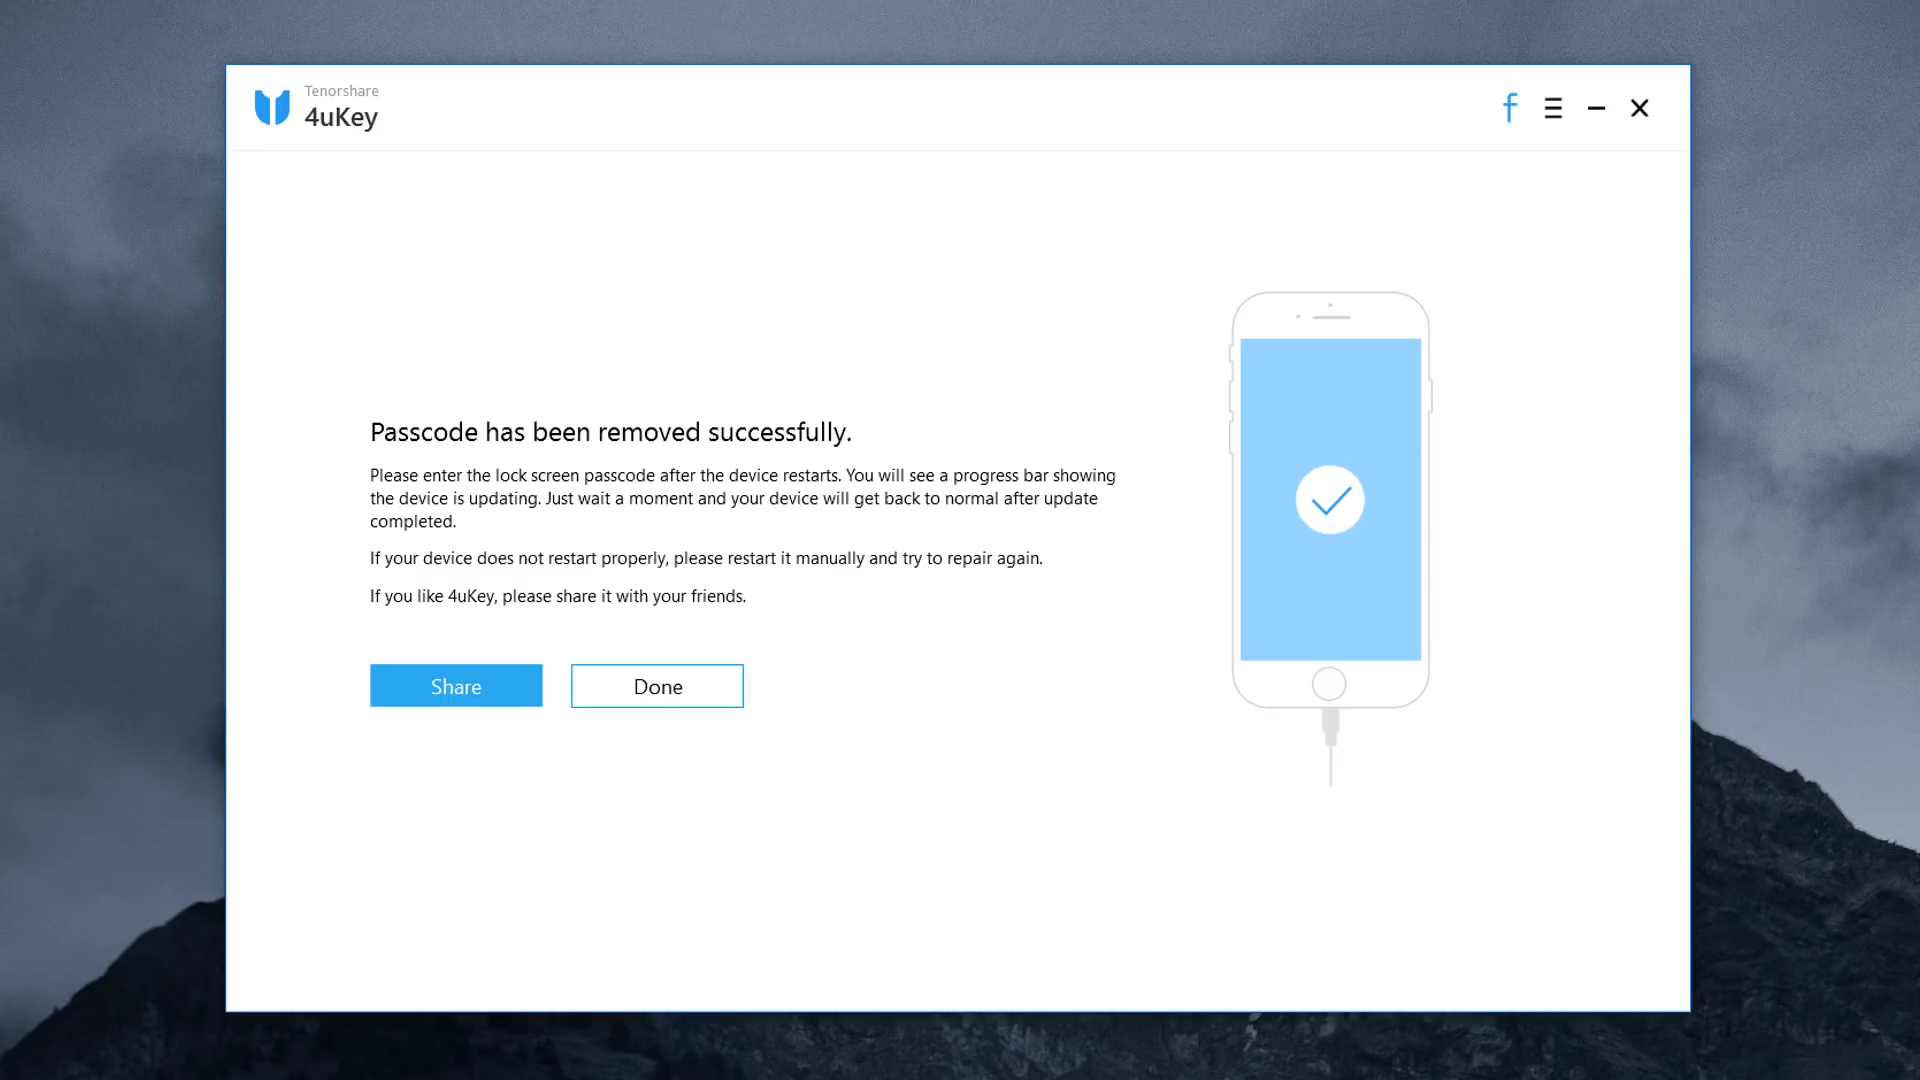 Tenorshare
4uKey
Passcode has been removed successfully.
Please enter the lock screen passcode after the device restarts. You will see a progress bar showing
the device is updating. Just wait a moment and your device will get back to normal after update
completed.
If your device does not restart properly, please restart it manually and try to repair again.
If you like 4uKey, please share it with your friends.
Share
Done